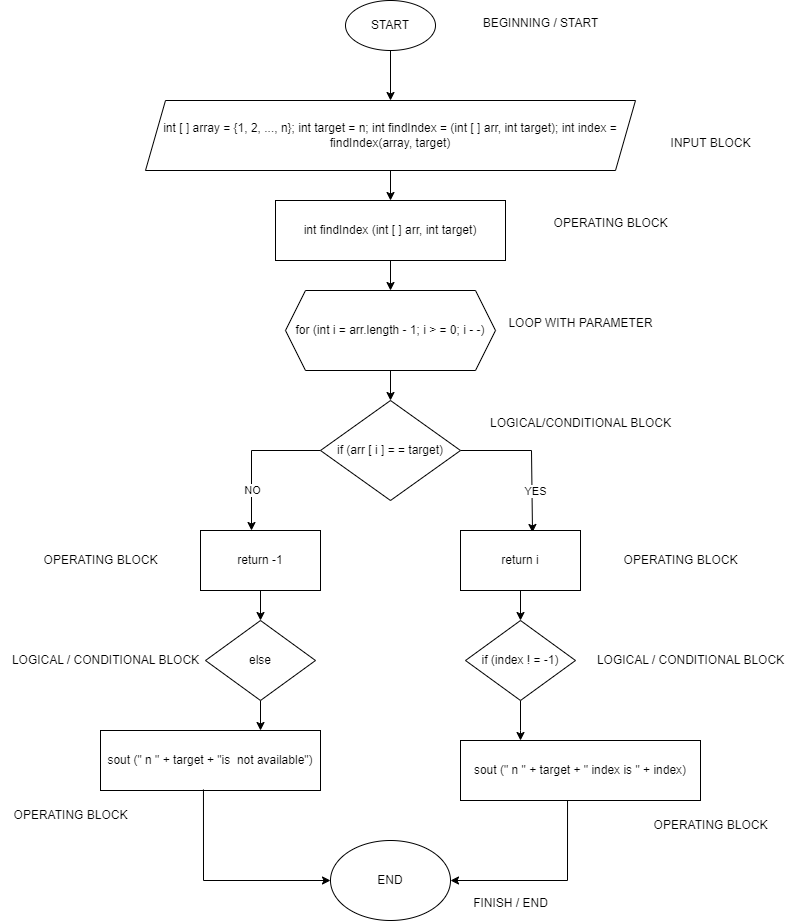 START
BEGINNING / START
int [ ] array = {1, 2, ..., n}; int target = n; int findIndex = (int [ ] arr, int target); int index =
findIndex(array, target)
INPUT BLOCK
int findIndex (int [ ] arr, int target)
OPERATING BLOCK
for (int i = arr.length - 1; i > = 0; i - -)
LOOP WITH PARAMETER
LOGICAL/CONDITIONAL BLOCK
if (arr [ i ] = = target)
NO
YES
OPERATING BLOCK
return -1
return i
OPERATING BLOCK
LOGICAL / CONDITIONAL BLOCK
else
if (index ! = -1)
LOGICAL / CONDITIONAL BLOCK
sout (" n " + target + "is  not available")
sout (" n " + target + " index is " + index)
OPERATING BLOCK
OPERATING BLOCK
END
FINISH / END